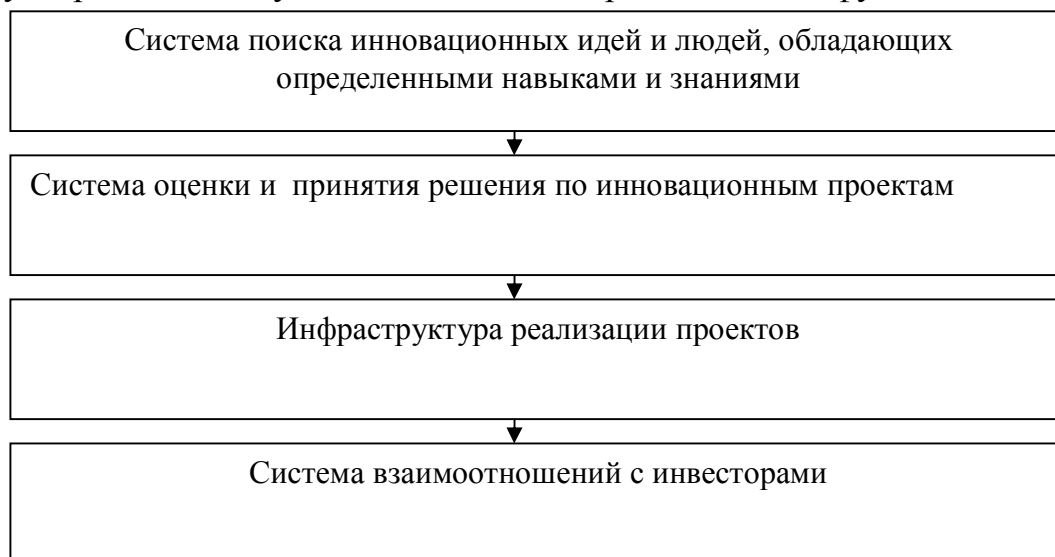 Система поиска инновационных идей и людей, обладающих
определенными навыками и знаниями
Система оценки и принятия решения по инновационным проектам
Инфраструктура реализации проектов
Система взаимоотношений с инвесторами